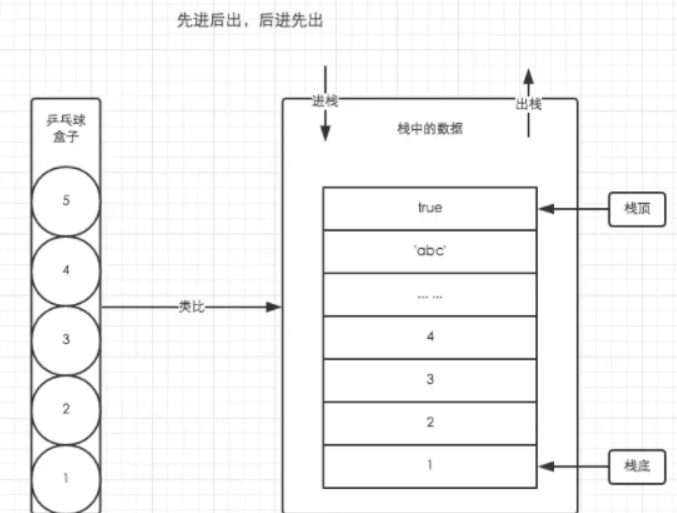 先进后出，后进先出
进栈
出栈
乒乓球
盒子
栈中的数据
5
4
3
2
1
类比
true
'abc'
... ...
4
3
2
1
栈顶
栈底